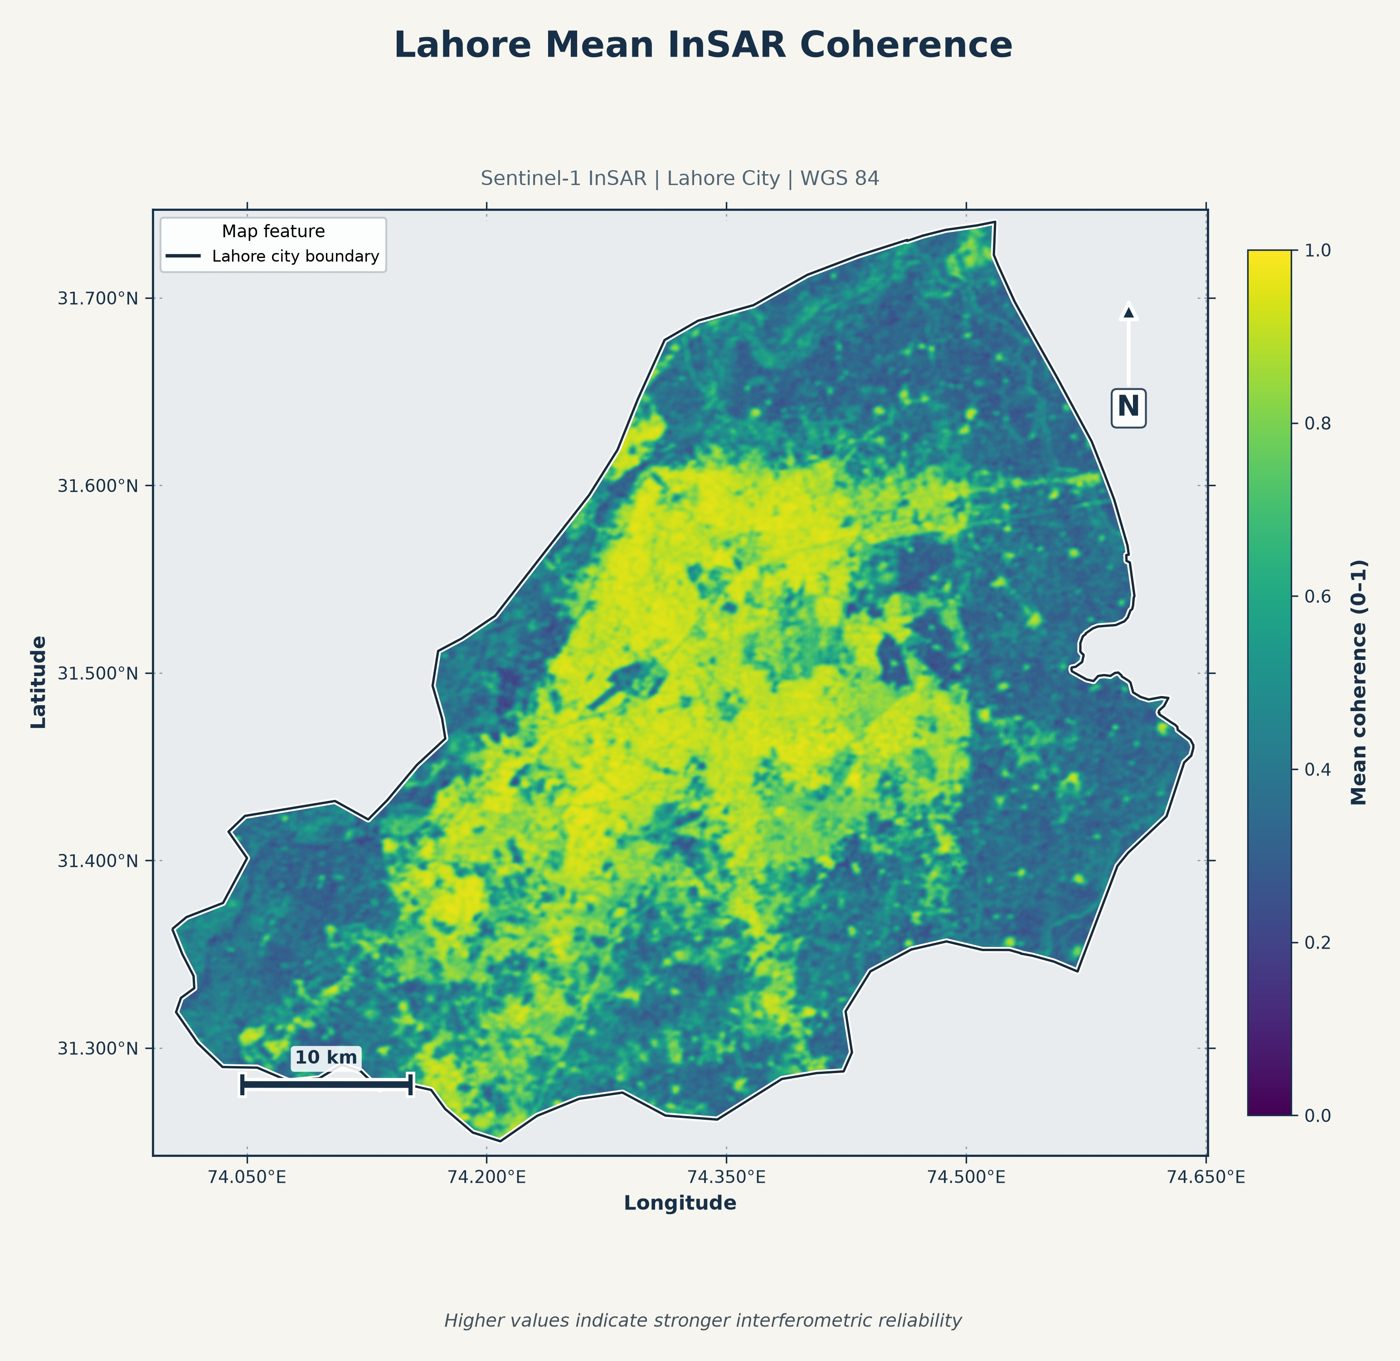 Lahore Mean InSAR Coherence
Sentinel-1 InSAR | Lahore City | WGS 84
Map feature
Lahore city boundary
31.700°N
31.600°N
31.500°N
31.400°N
31.300°N
Latitude
N
10 km
74.050°E
74.200°E
74.350°E
74.500°E
74.650°E
Longitude
1.0
0.8
0.6
0.4
0.2
0.0
Mean coherence (0–1)
Higher values indicate stronger interferometric reliability